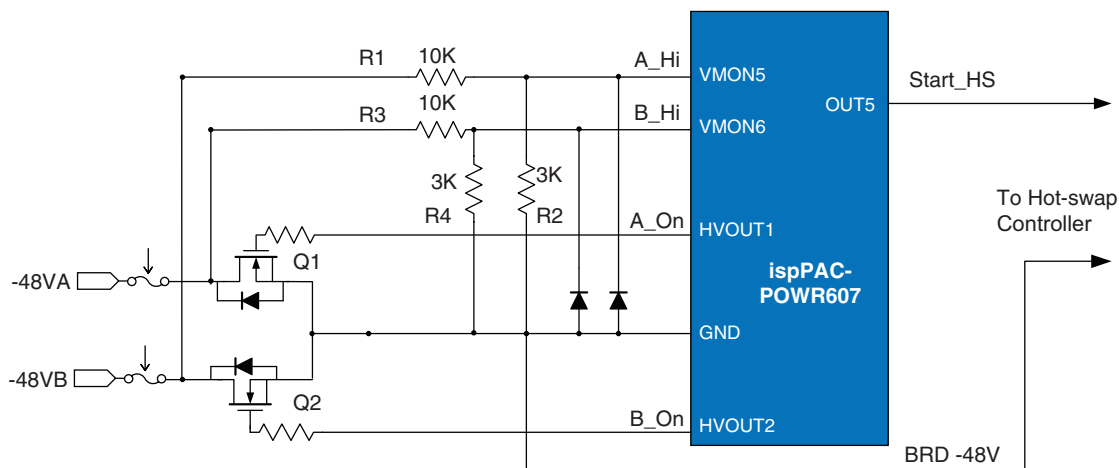 R1
10K
A_Hi
VMON5
Start_HS
OUT5
10K
R3
B_Hi
VMON6
3K
3K
R4
R2
To Hot-swap
Controller
A_On
HVOUT1
Q1
-48VA
ispPAC-
POWR607
GND
-48VB
Q2
B_On
HVOUT2
BRD -48V